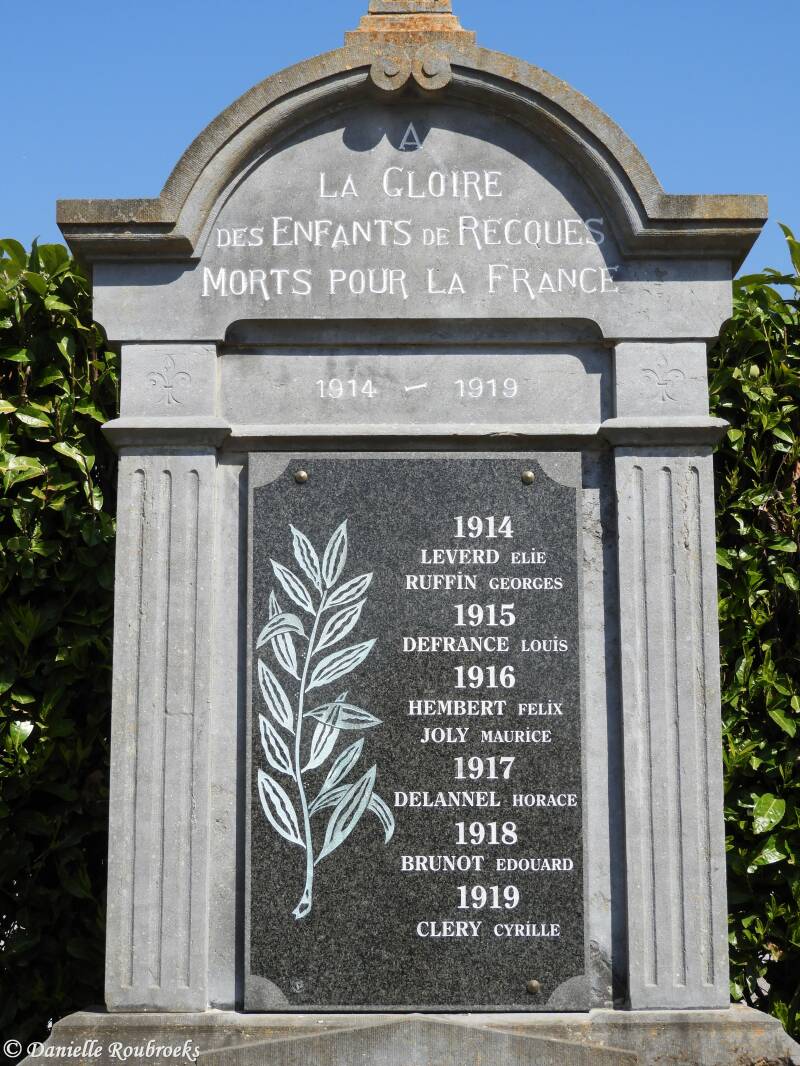 A
LA GLOIRE
DES ENFANTS DE RECQUES
MORTS POUR LA FRANCE
1914 - 1919
1914
LEVERD ELIE
RUFFIN GEORGES
1915
DEFRANCE LOUIS
1916
HEMBERT FELIX
JOLY MAURICE
1917
DELANNEL HORACE
1918
BRUNOT EDOUARD
1919
CLERY CYRILLE
© Danielle Roubroeks